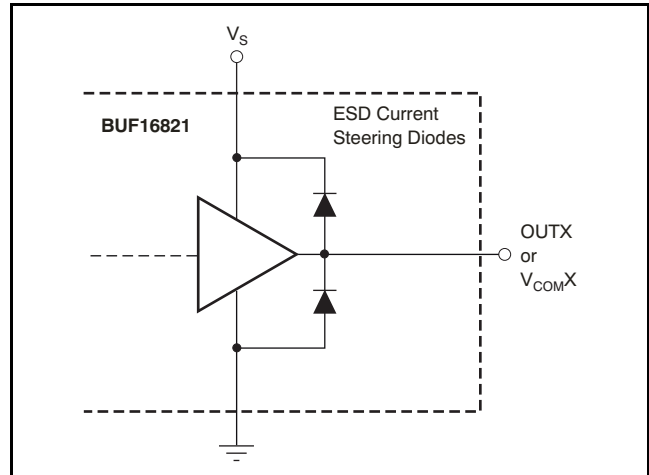 V_S
BUF16821
ESD Current
Steering Diodes
OUTX
or
V_COMX